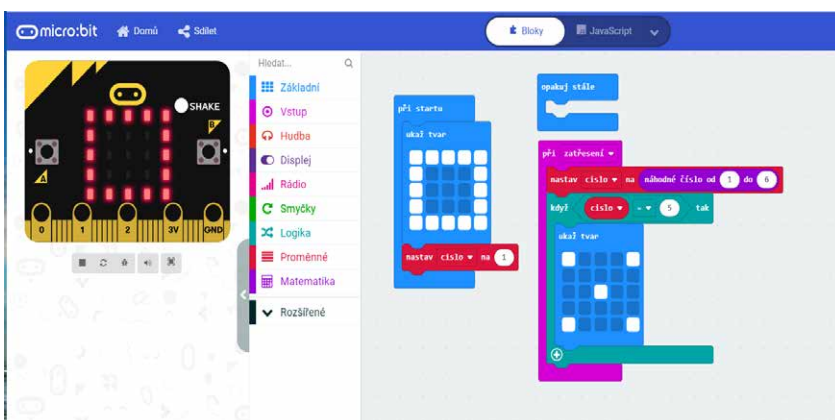 micro:bit Domů Sdílet Bloky JavaScript
SHAKE
B
A
0 1 2 3V GND
Hledat...
Základní
Vstup
Hudba
Displej
Rádio
Smyčky
Logika
Proměnné
Matematika
Rozšířené
při startu
ukaž tvar
nastav cislo na 1
opakuj stále
při zatřesení
nastav cislo na náhodné číslo od 1 do 6
když cislo = 5 tak
ukaž tvar